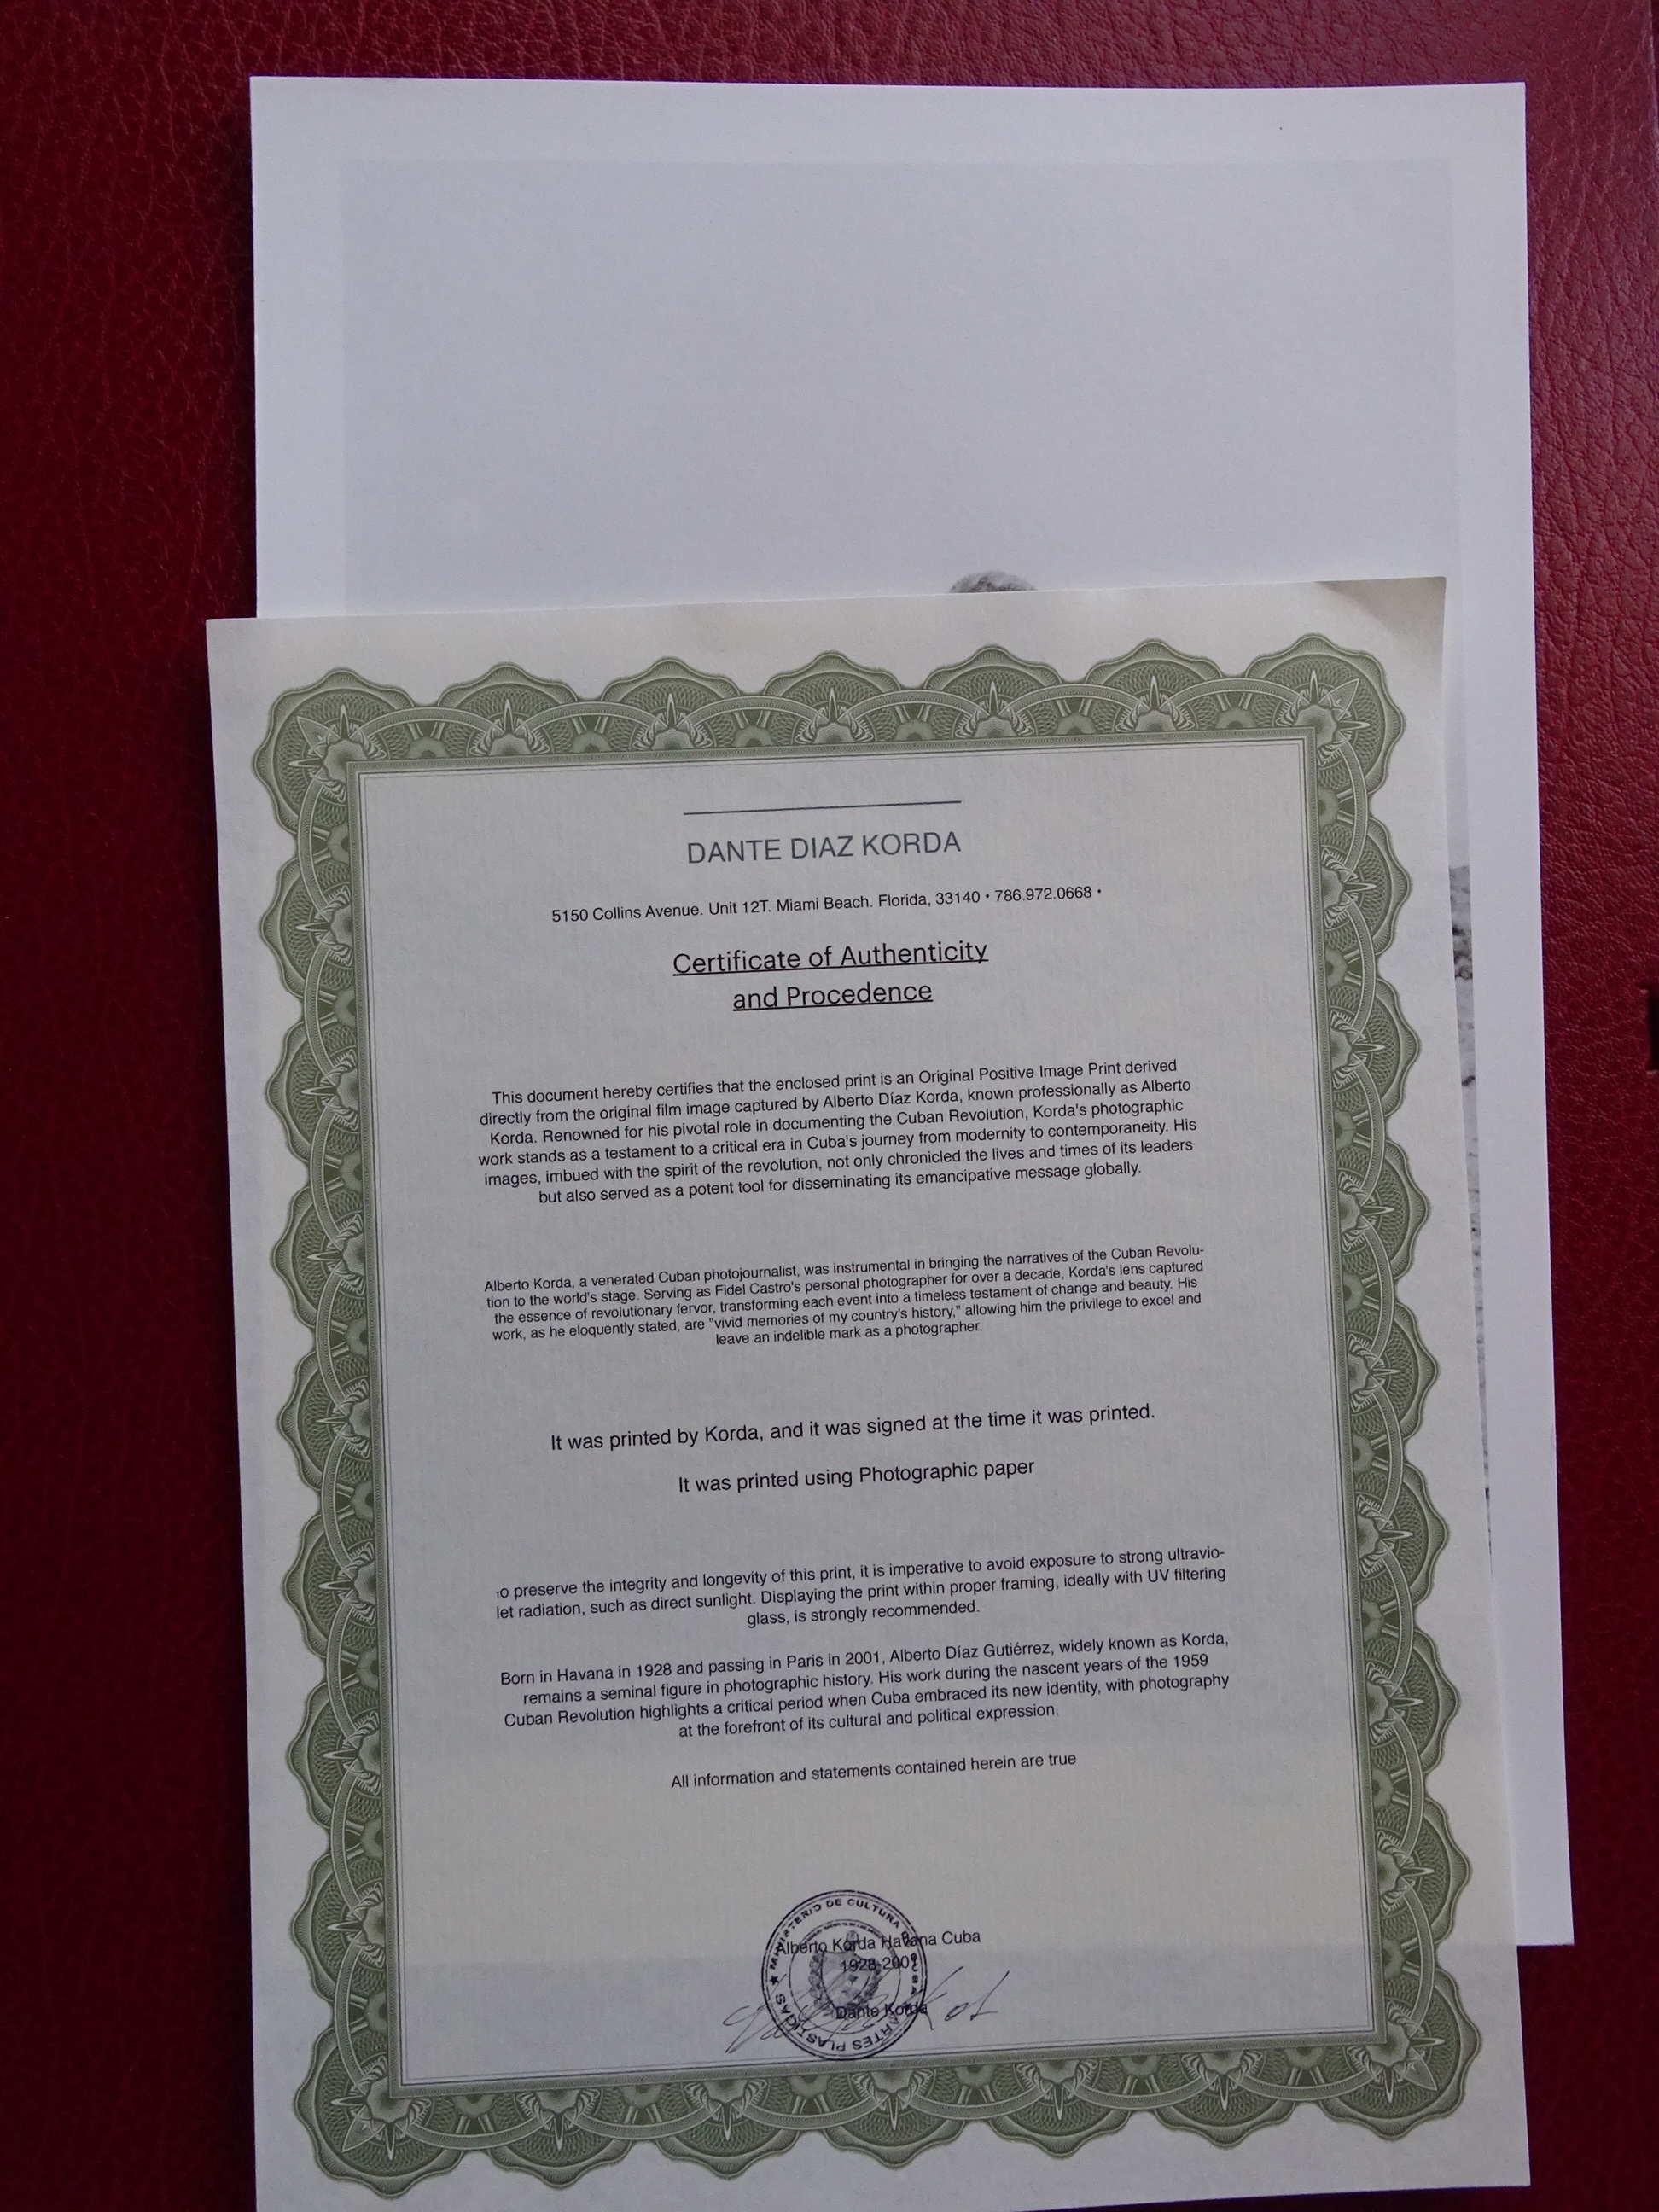 DANTE DIAZ KORDA
5150 Collins Avenue. Unit 12T. Miami Beach. Florida, 33140 • 786.972.0668 •
Certificate of Authenticity
and Procedence
This document hereby certifies that the enclosed print is an Original Positive Image Print derived
directly from the original film image captured by Alberto Díaz Korda, known professionally as Alberto
Korda. Renowned for his pivotal role in documenting the Cuban Revolution, Korda's photographic
work stands as a testament to a critical era in Cuba's journey from modernity to contemporaneity. His
images, imbued with the spirit of the revolution, not only chronicled the lives and times of its leaders
but also served as a potent tool for disseminating its emancipative message globally.
Alberto Korda, a venerated Cuban photojournalist, was instrumental in bringing the narratives of the Cuban Revolu-
tion to the world's stage. Serving as Fidel Castro's personal photographer for over a decade, Korda's lens captured
the essence of revolutionary fervor, transforming each event into a timeless testament of change and beauty. His
work, as he eloquently stated, are "vivid memories of my country's history," allowing him the privilege to excel and
leave an indelible mark as a photographer.
It was printed by Korda, and it was signed at the time it was printed.
It was printed using Photographic paper
To preserve the integrity and longevity of this print, it is imperative to avoid exposure to strong ultravio-
let radiation, such as direct sunlight. Displaying the print within proper framing, ideally with UV filtering
glass, is strongly recommended.
Born in Havana in 1928 and passing in Paris in 2001, Alberto Díaz Gutiérrez, widely known as Korda,
remains a seminal figure in photographic history. His work during the nascent years of the 1959
Cuban Revolution highlights a critical period when Cuba embraced its new identity, with photography
at the forefront of its cultural and political expression.
All information and statements contained herein are true
MINISTERIO DE CULTURA
CUBA
ARTES PLASTICAS
Alberto Korda Havana Cuba
1928-2001
Dante Korda